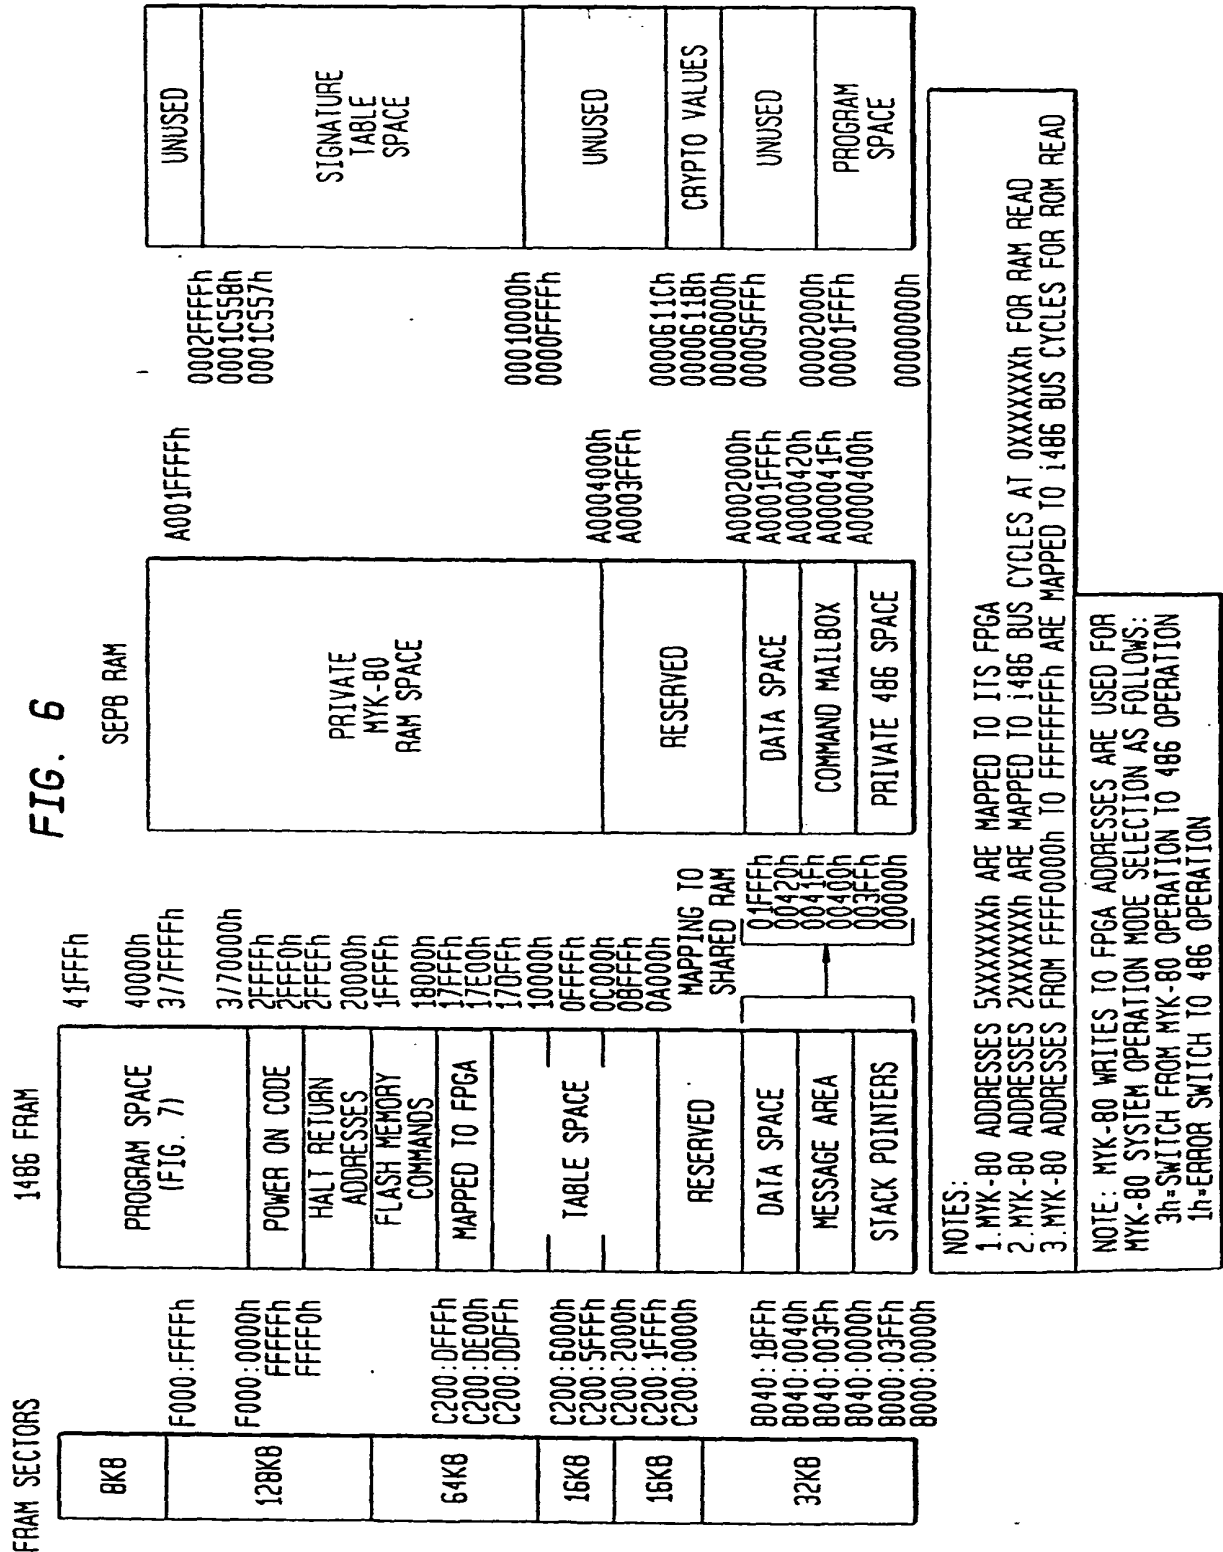 FIG. 6
FRAM SECTORS
8KB
128KB
64KB
16KB
16KB
32KB
F000:FFFFh
F000:0000h
FFFFFh
FFFF0h
C200:DFFFh
C200:DE00h
C200:DDFFh
C200:6000h
C200:5FFFh
C200:2000h
C200:1FFFh
C200:0000h
B040:1BFFh
B040:0040h
B040:003Fh
B040:0000h
B000:03FFh
B000:0000h
I486 FRAM
PROGRAM SPACE
(FIG. 7)
POWER ON CODE
HALT RETURN
ADDRESSES
FLASH MEMORY
COMMANDS
MAPPED TO FPGA
TABLE SPACE
RESERVED
DATA SPACE
MESSAGE AREA
STACK POINTERS
41FFFh
40000h
3/7FFFFh
3/70000h
2FFFFh
2FFF0h
2FFEFh
20000h
1FFFFh
18000h
17FFFh
17E00h
17DFFh
10000h
0FFFFh
0C000h
0BFFFh
0A000h
MAPPING TO
SHARED RAM
01FFFh
00420h
0041Fh
00400h
003FFh
00000h
SEPB RAM
PRIVATE
MYK-80
RAM SPACE
RESERVED
DATA SPACE
COMMAND MAILBOX
PRIVATE 486 SPACE
A001FFFFh
A0004000h
A0003FFFh
A0002000h
A0001FFFh
A0000420h
A000041Fh
A0000400h
0002FFFFh
0001C558h
0001C557h
00010000h
0000FFFFh
0000611Ch
0000611Bh
00006000h
00005FFFh
00002000h
00001FFFh
00000000h
UNUSED
SIGNATURE
TABLE
SPACE
UNUSED
CRYPTO VALUES
UNUSED
PROGRAM
SPACE
NOTES:
1.MYK-80 ADDRESSES 5XXXXXXXh ARE MAPPED TO ITS FPGA
2.MYK-80 ADDRESSES 2XXXXXXXh ARE MAPPED TO i486 BUS CYCLES AT 0XXXXXXXh FOR RAM READ
3.MYK-80 ADDRESSES FROM FFFF0000h TO FFFFFFFFh ARE MAPPED TO i486 BUS CYCLES FOR ROM READ
NOTE: MYK-80 WRITES TO FPGA ADDRESSES ARE USED FOR
MYK-80 SYSTEM OPERATION MODE SELECTION AS FOLLOWS:
3h=SWITCH FROM MYK-80 OPERATION TO 486 OPERATION
1h=ERROR SWITCH TO 486 OPERATION